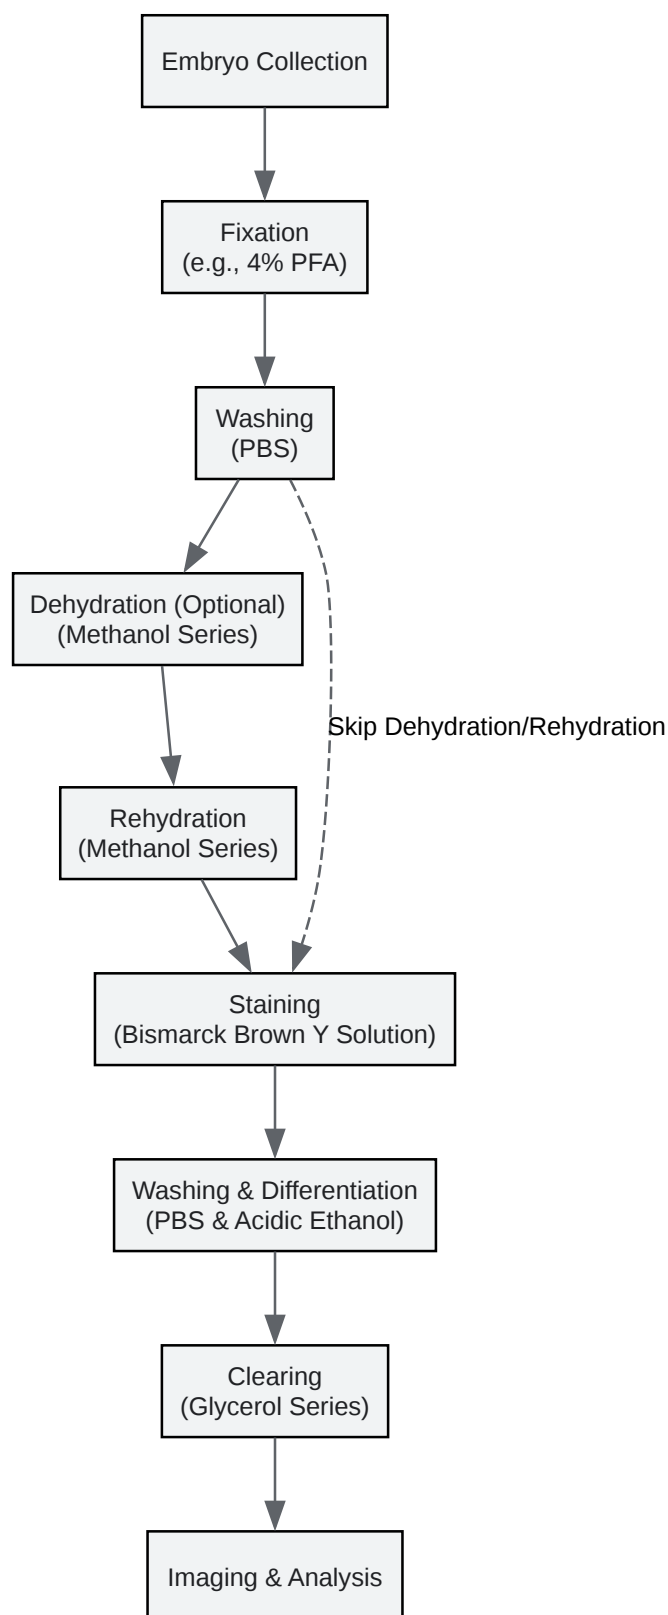 Embryo Collection
Fixation
(e.g., 4% PFA)
Washing
(PBS)
Dehydration (Optional)
(Methanol Series)
Skip Dehydration/Rehydration
Rehydration
(Methanol Series)
Staining
(Bismarck Brown Y Solution)
Washing & Differentiation
(PBS & Acidic Ethanol)
Clearing
(Glycerol Series)
Imaging & Analysis